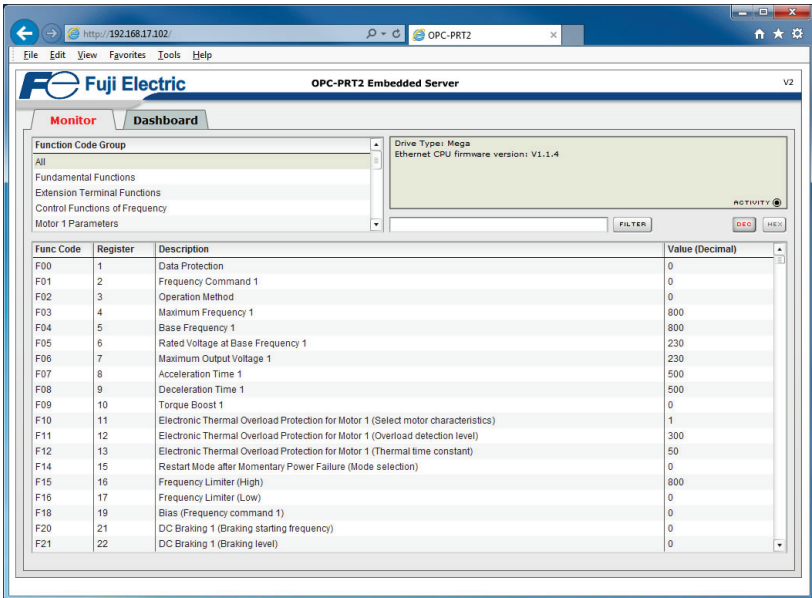 http://192.168.17.102/
OPC-PRT2
File Edit View Favorites Tools Help
Fuji Electric
OPC-PRT2 Embedded Server
V2
Monitor
Dashboard
Function Code Group
All
Fundamental Functions
Extension Terminal Functions
Control Functions of Frequency
Motor 1 Parameters
Drive Type: Mega
Ethernet CPU firmware version: V1.1.4
ACTIVITY
FILTER
DEC
HEX
Func Code Register Description Value (Decimal)
F00 1 Data Protection 0
F01 2 Frequency Command 1 0
F02 3 Operation Method 0
F03 4 Maximum Frequency 1 800
F04 5 Base Frequency 1 800
F05 6 Rated Voltage at Base Frequency 1 230
F06 7 Maximum Output Voltage 1 230
F07 8 Acceleration Time 1 500
F08 9 Deceleration Time 1 500
F09 10 Torque Boost 1 0
F10 11 Electronic Thermal Overload Protection for Motor 1 (Select motor characteristics) 1
F11 12 Electronic Thermal Overload Protection for Motor 1 (Overload detection level) 300
F12 13 Electronic Thermal Overload Protection for Motor 1 (Thermal time constant) 50
F14 15 Restart Mode after Momentary Power Failure (Mode selection) 0
F15 16 Frequency Limiter (High) 800
F16 17 Frequency Limiter (Low) 0
F18 19 Bias (Frequency command 1) 0
F20 21 DC Braking 1 (Braking starting frequency) 0
F21 22 DC Braking 1 (Braking level) 0